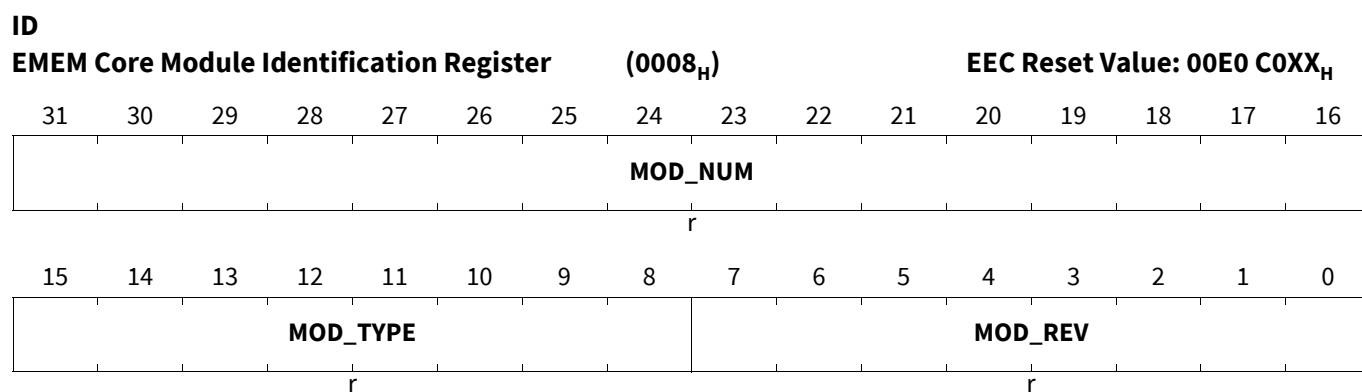 ID
EMEM Core Module Identification Register (0008H) EEC Reset Value: 00E0 C0XXH
31 30 29 28 27 26 25 24 23 22 21 20 19 18 17 16
MOD_NUM
r
15 14 13 12 11 10 9 8 7 6 5 4 3 2 1 0
MOD_TYPE MOD_REV
r r